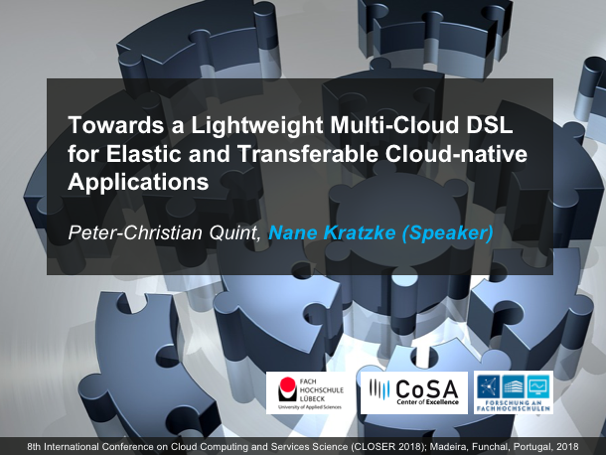 Towards a Lightweight Multi-Cloud DSL
for Elastic and Transferable Cloud-native
Applications
Peter-Christian Quint, Nane Kratzke (Speaker)
FACH
HOCHSCHULE
LÜBECK
University of Applied Sciences
CoSA
Center of Excellence
FORSCHUNG AN
FACHHOCHSCHULEN
8th International Conference on Cloud Computing and Services Science (CLOSER 2018); Madeira, Funchal, Portugal, 2018